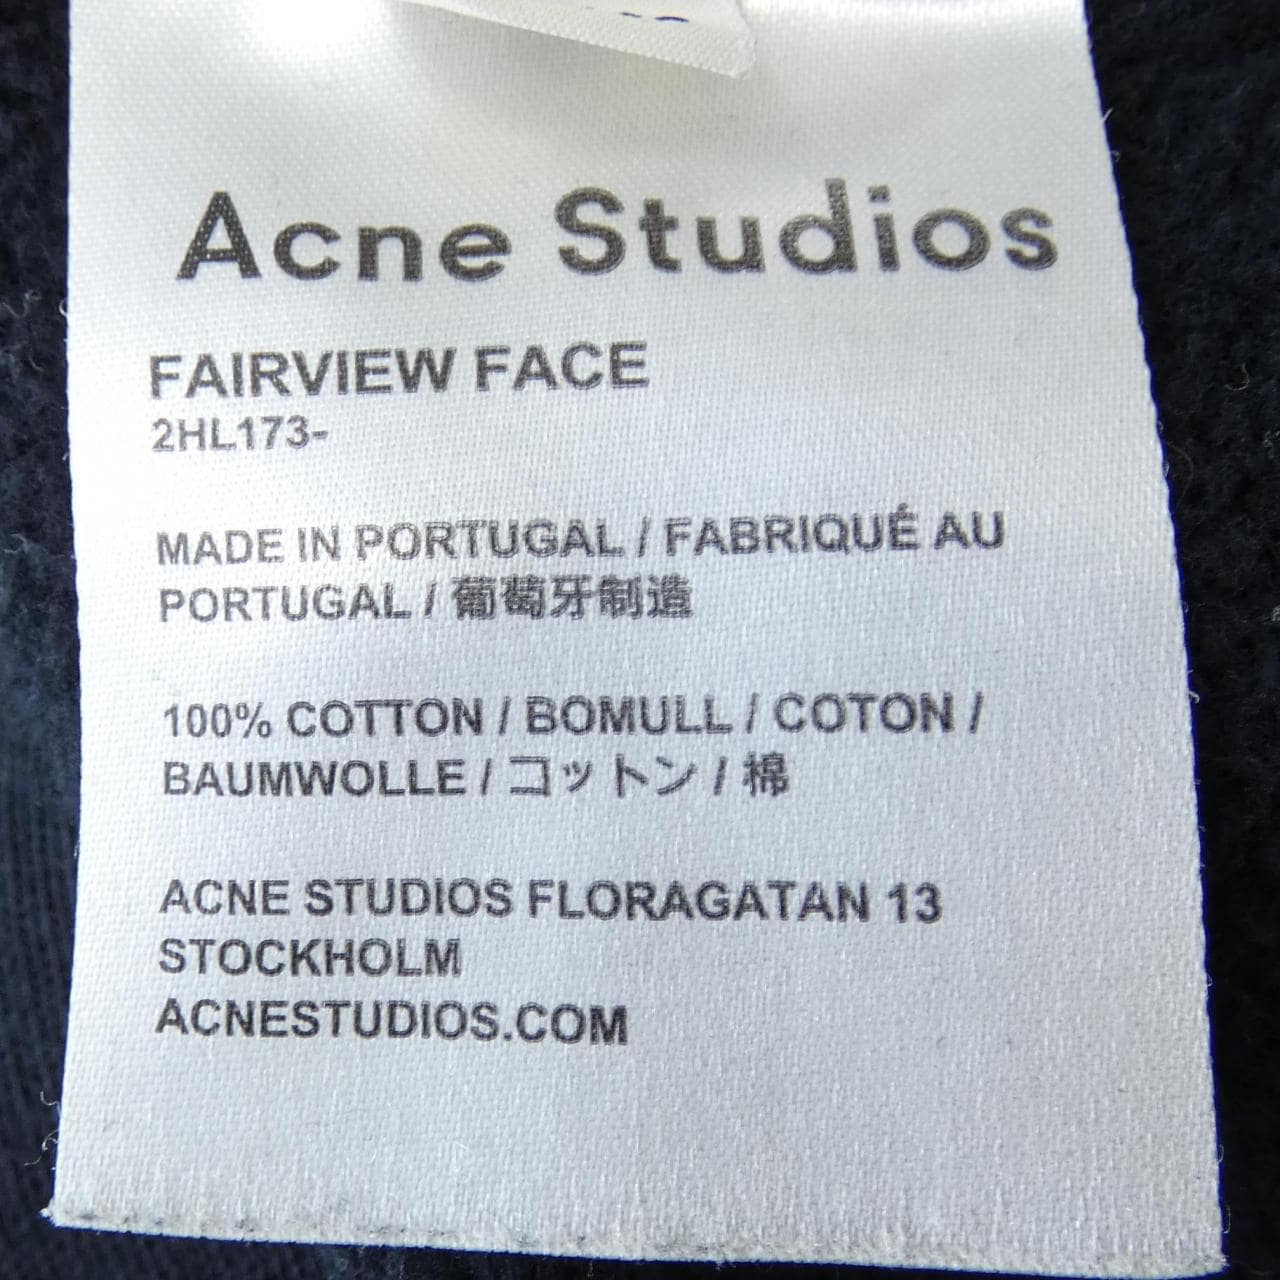 Acne Studios
FAIRVIEW FACE
2HL173-
MADE IN PORTUGAL / FABRIQUÉ AU
PORTUGAL / 葡萄牙制造
100% COTTON / BOMULL / COTON /
BAUMWOLLE / コットン / 棉
ACNE STUDIOS FLORAGATAN 13
STOCKHOLM
ACNESTUDIOS.COM